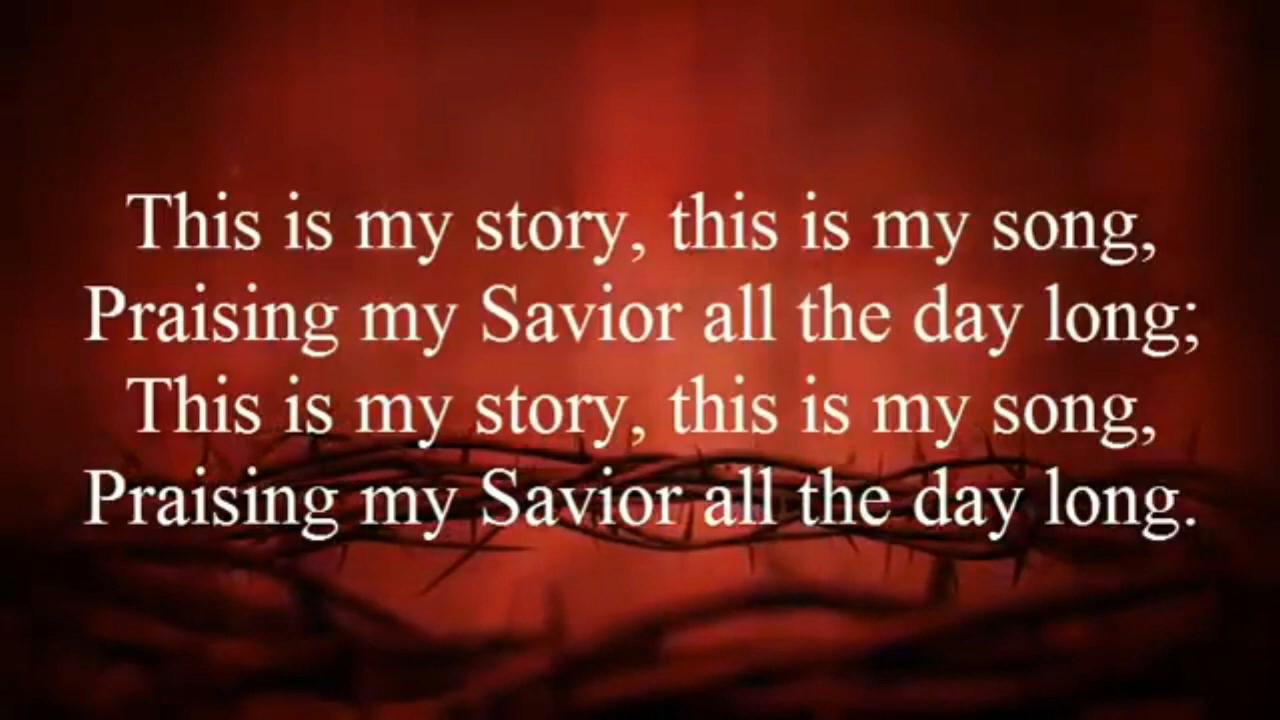 This is my story, this is my song,
Praising my Savior all the day long;
This is my story, this is my song,
Praising my Savior all the day long.